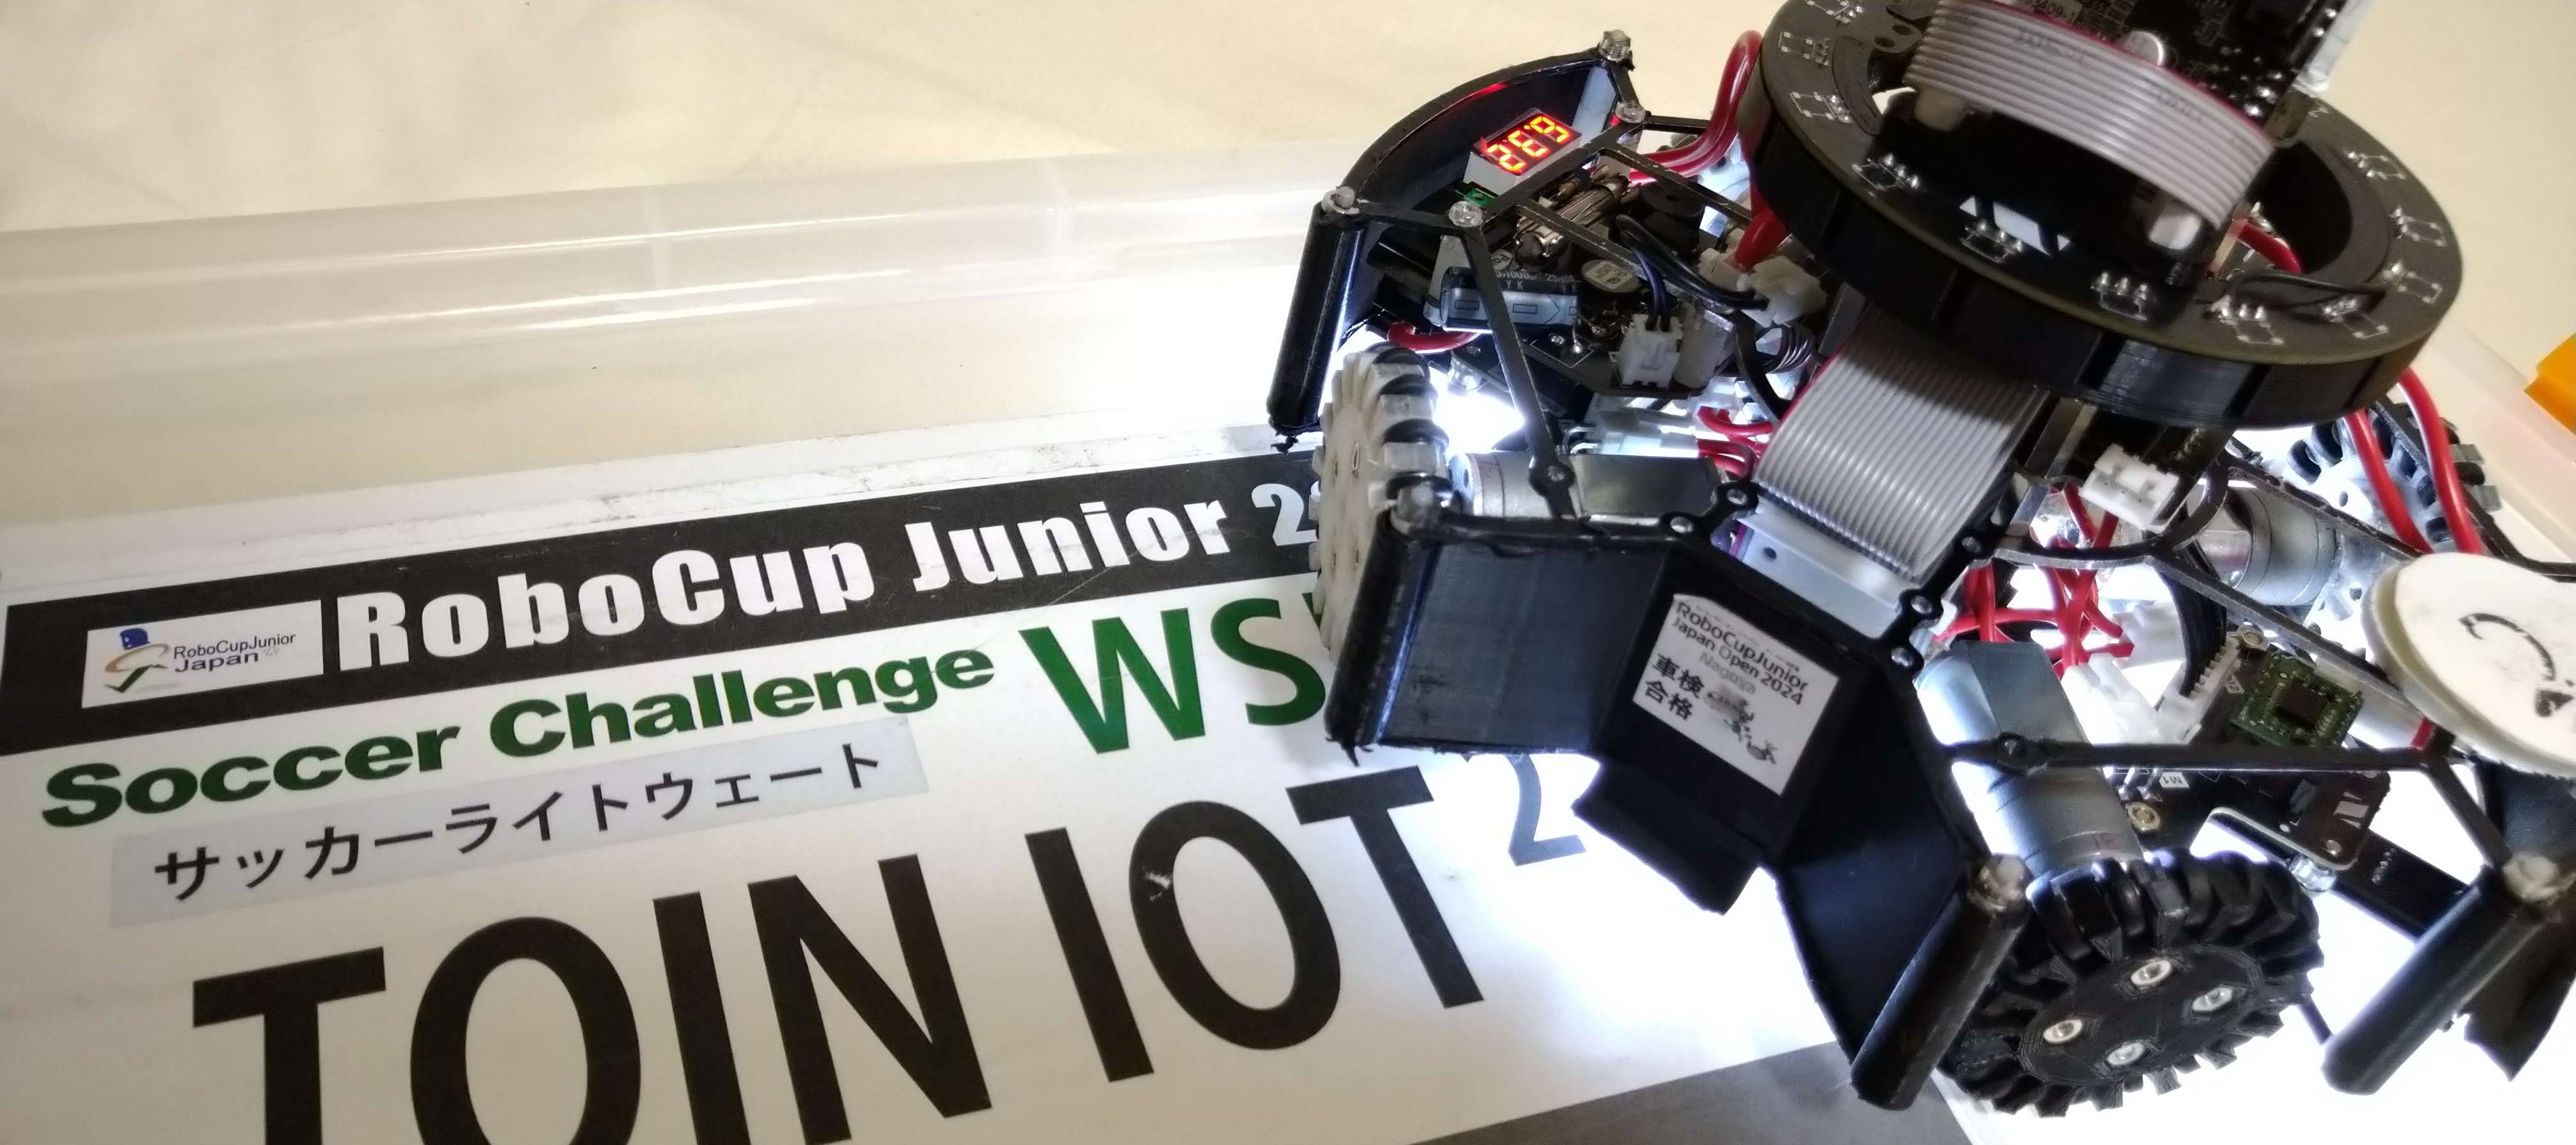 RoboCupJunior
Japan
RoboCup Junior 2
Soccer Challenge
WS
サッカーライトウェート
TOIN IOT
2
RoboCupJunior
Japan Open 2024
Nagoya
車検
合格
M1